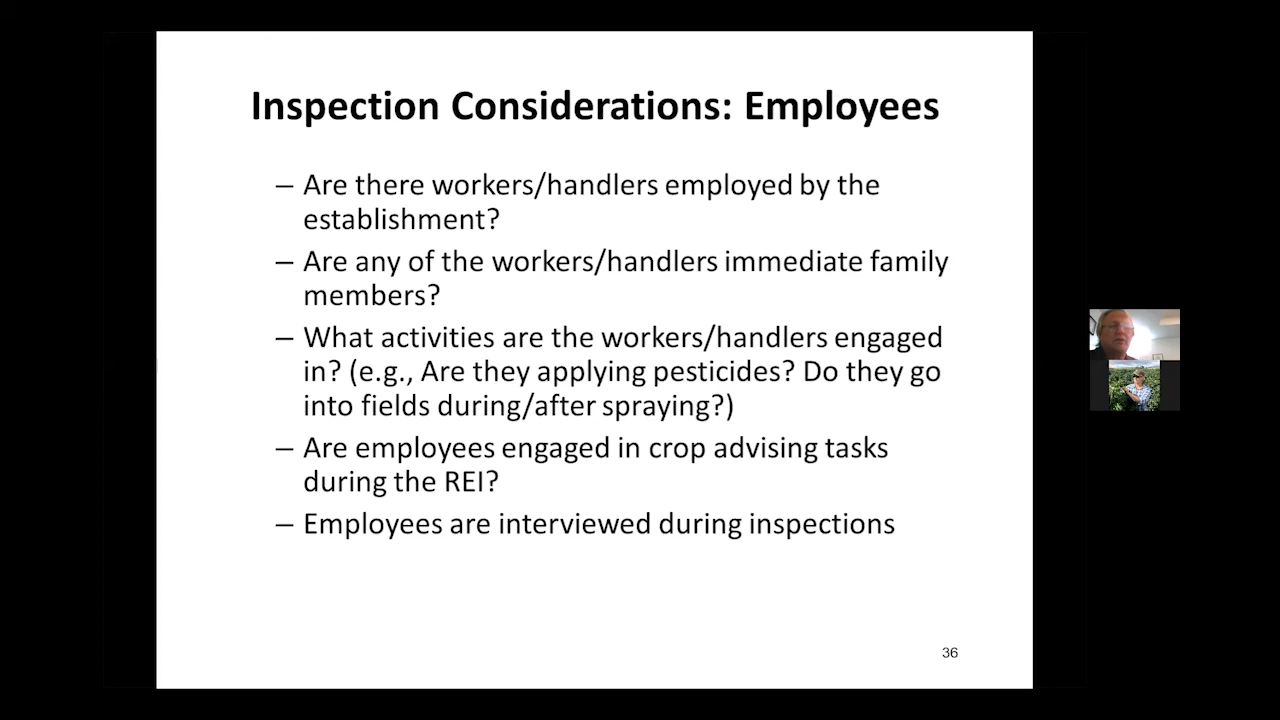 Inspection Considerations: Employees
– Are there workers/handlers employed by the
establishment?
– Are any of the workers/handlers immediate family
members?
– What activities are the workers/handlers engaged
in? (e.g., Are they applying pesticides? Do they go
into fields during/after spraying?)
– Are employees engaged in crop advising tasks
during the REI?
– Employees are interviewed during inspections
36